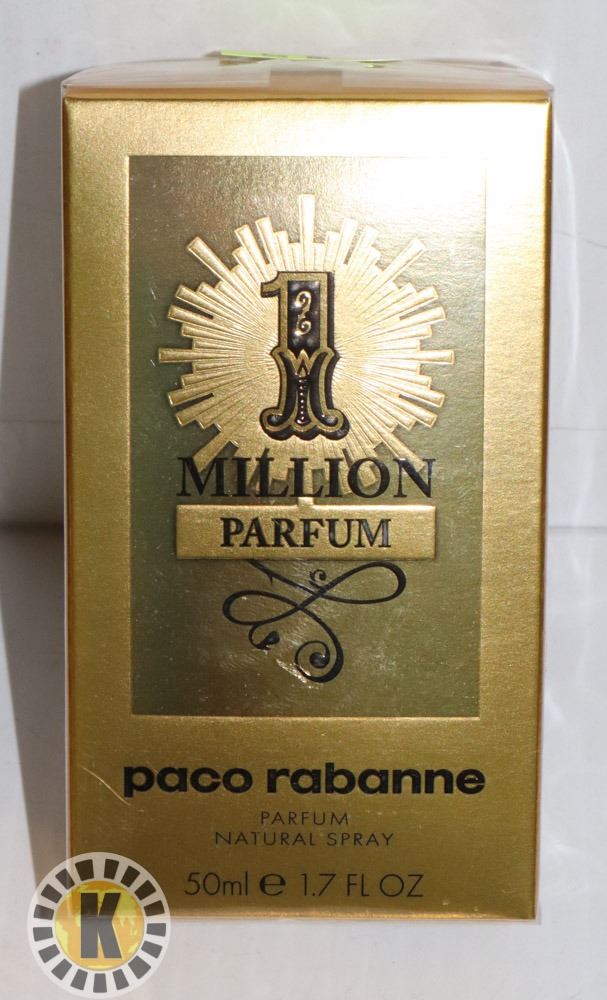 1
MILLION
PARFUM
paco rabanne
PARFUM
NATURAL SPRAY
50ml e 1.7 FL OZ
K